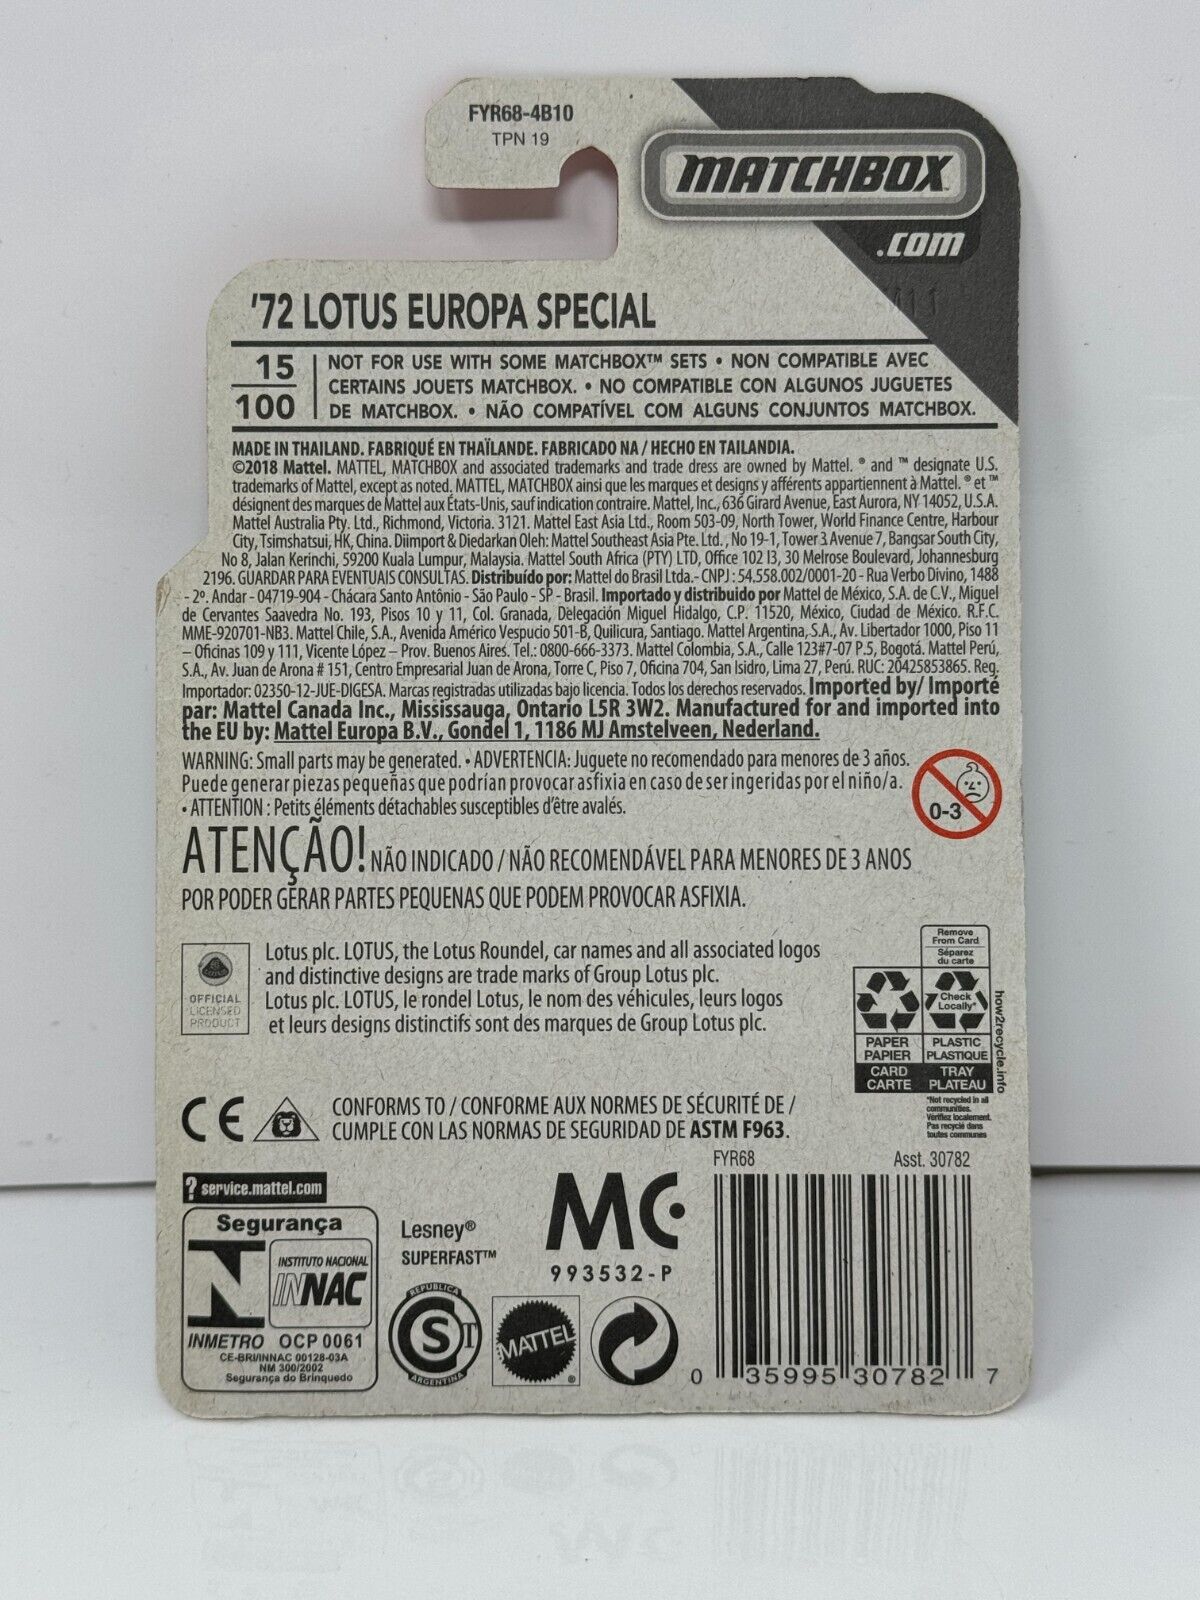 FYR68-4B10
TPN 19
MATCHBOX
.com
'72 LOTUS EUROPA SPECIAL
15
100
NOT FOR USE WITH SOME MATCHBOX™ SETS • NON COMPATIBLE AVEC
CERTAINS JOUETS MATCHBOX. • NO COMPATIBLE CON ALGUNOS JUGUETES
DE MATCHBOX. • NÃO COMPATÍVEL COM ALGUNS CONJUNTOS MATCHBOX.
MADE IN THAILAND. FABRIQUÉ EN THAÏLANDE. FABRICADO NA / HECHO EN TAILANDIA.
©2018 Mattel. MATTEL, MATCHBOX and associated trademarks and trade dress are owned by Mattel. ® and ™ designate U.S.
trademarks of Mattel, except as noted. MATTEL, MATCHBOX ainsi que les marques et designs y afférents appartiennent à Mattel. ® et ™
désignent des marques de Mattel aux États-Unis, sauf indication contraire. Mattel, Inc., 636 Girard Avenue, East Aurora, NY 14052, U.S.A.
Mattel Australia Pty. Ltd., Richmond, Victoria. 3121. Mattel East Asia Ltd., Room 503-09, North Tower, World Finance Centre, Harbour
City, Tsimshatsui, HK, China. Diimport & Diedarkan Oleh: Mattel Southeast Asia Pte. Ltd., No 19-1, Tower 3 Avenue 7, Bangsar South City,
No 8, Jalan Kerinchi, 59200 Kuala Lumpur, Malaysia. Mattel South Africa (PTY) LTD, Office 102 I3, 30 Melrose Boulevard, Johannesburg
2196. GUARDAR PARA EVENTUAIS CONSULTAS. Distribuído por: Mattel do Brasil Ltda.- CNPJ : 54.558.002/0001-20 - Rua Verbo Divino, 1488
- 2º. Andar - 04719-904 - Chácara Santo Antônio - São Paulo - SP - Brasil. Importado y distribuido por Mattel de México, S.A. de C.V., Miguel
de Cervantes Saavedra No. 193, Pisos 10 y 11, Col. Granada, Delegación Miguel Hidalgo, C.P. 11520, México, Ciudad de México. R.F.C.
MME-920701-NB3. Mattel Chile, S.A., Avenida Américo Vespucio 501-B, Quilicura, Santiago. Mattel Argentina, S.A., Av. Libertador 1000, Piso 11
– Oficinas 109 y 111, Vicente López – Prov. Buenos Aires. Tel.: 0800-666-3373. Mattel Colombia, S.A., Calle 123#7-07 P.5, Bogotá. Mattel Perú,
S.A., Av. Juan de Arona # 151, Centro Empresarial Juan de Arona, Torre C, Piso 7, Oficina 704, San Isidro, Lima 27, Perú. RUC: 20425853865. Reg.
Importador: 02350-12-JUE-DIGESA. Marcas registradas utilizadas bajo licencia. Todos los derechos reservados. Imported by/ Importé
par: Mattel Canada Inc., Mississauga, Ontario L5R 3W2. Manufactured for and imported into
the EU by: Mattel Europa B.V., Gondel 1, 1186 MJ Amstelveen, Nederland.
WARNING: Small parts may be generated. • ADVERTENCIA: Juguete no recomendado para menores de 3 años.
Puede generar piezas pequeñas que podrían provocar asfixia en caso de ser ingeridas por el niño/a.
• ATTENTION : Petits éléments détachables susceptibles d'être avalés.
0-3
ATENÇÃO! NÃO INDICADO / NÃO RECOMENDÁVEL PARA MENORES DE 3 ANOS
POR PODER GERAR PARTES PEQUENAS QUE PODEM PROVOCAR ASFIXIA.
LOTUS
OFFICIAL
LICENSED
PRODUCT
Lotus plc. LOTUS, the Lotus Roundel, car names and all associated logos
and distinctive designs are trade marks of Group Lotus plc.
Lotus plc. LOTUS, le rondel Lotus, le nom des véhicules, leurs logos
et leurs designs distinctifs sont des marques de Group Lotus plc.
Remove
From Card
Séparez
du carte
Check
Locally*
PAPER
PAPIER
PLASTIC
PLASTIQUE
CARD
CARTE
TRAY
PLATEAU
how2recycle.info
*Not recycled in all
communities.
Vérifiez localement.
Pas recyclé dans
toutes communes
CE
CONFORMS TO / CONFORME AUX NORMES DE SÉCURITÉ DE /
CUMPLE CON LAS NORMAS DE SEGURIDAD DE ASTM F963.
? service.mattel.com
Segurança
INSTITUTO NACIONAL
INNAC
INMETRO OCP 0061
CE-BRI/INNAC 00128-03A
NM 300/2002
Segurança do Brinquedo
Lesney®
SUPERFAST™
REPUBLICA
S T
ARGENTINA
MC
993532-P
MATTEL
®
FYR68
Asst. 30782
0 35995 30782 7